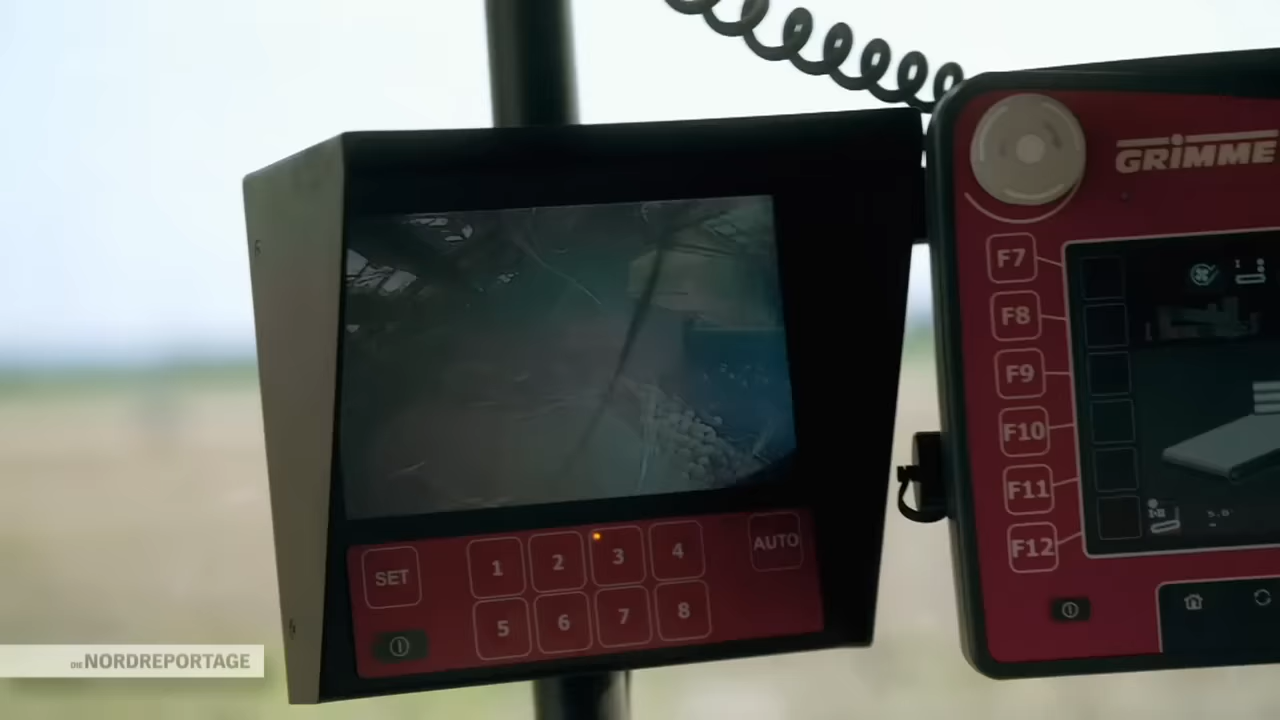 GRIMME
F7
F8
F9
F10
F11
F12
SET
1
2
3
4
AUTO
5
6
7
8
DIE NORDREPORTAGE